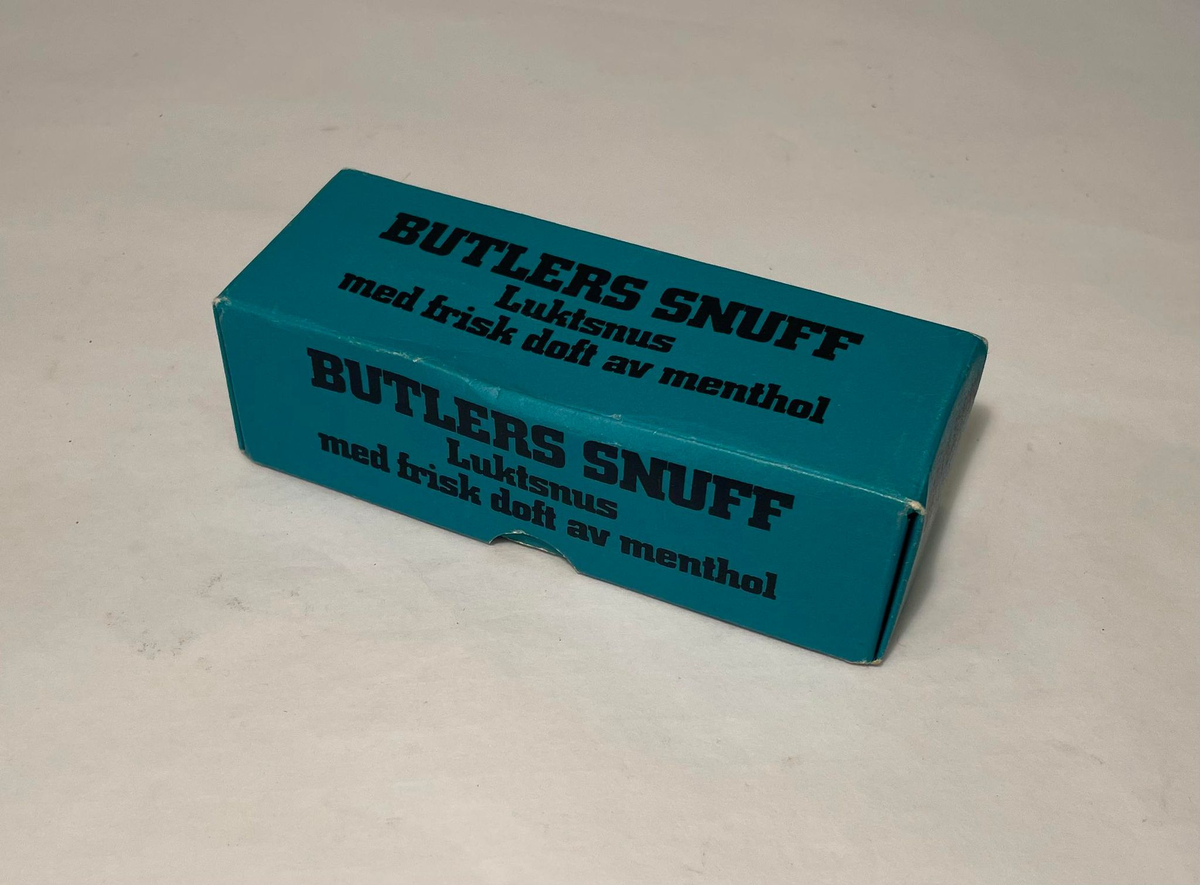 BUTLERS SNUFF
Luktsnus
med frisk doft av menthol
BUTLERS SNUFF
Luktsnus
med frisk doft av menthol